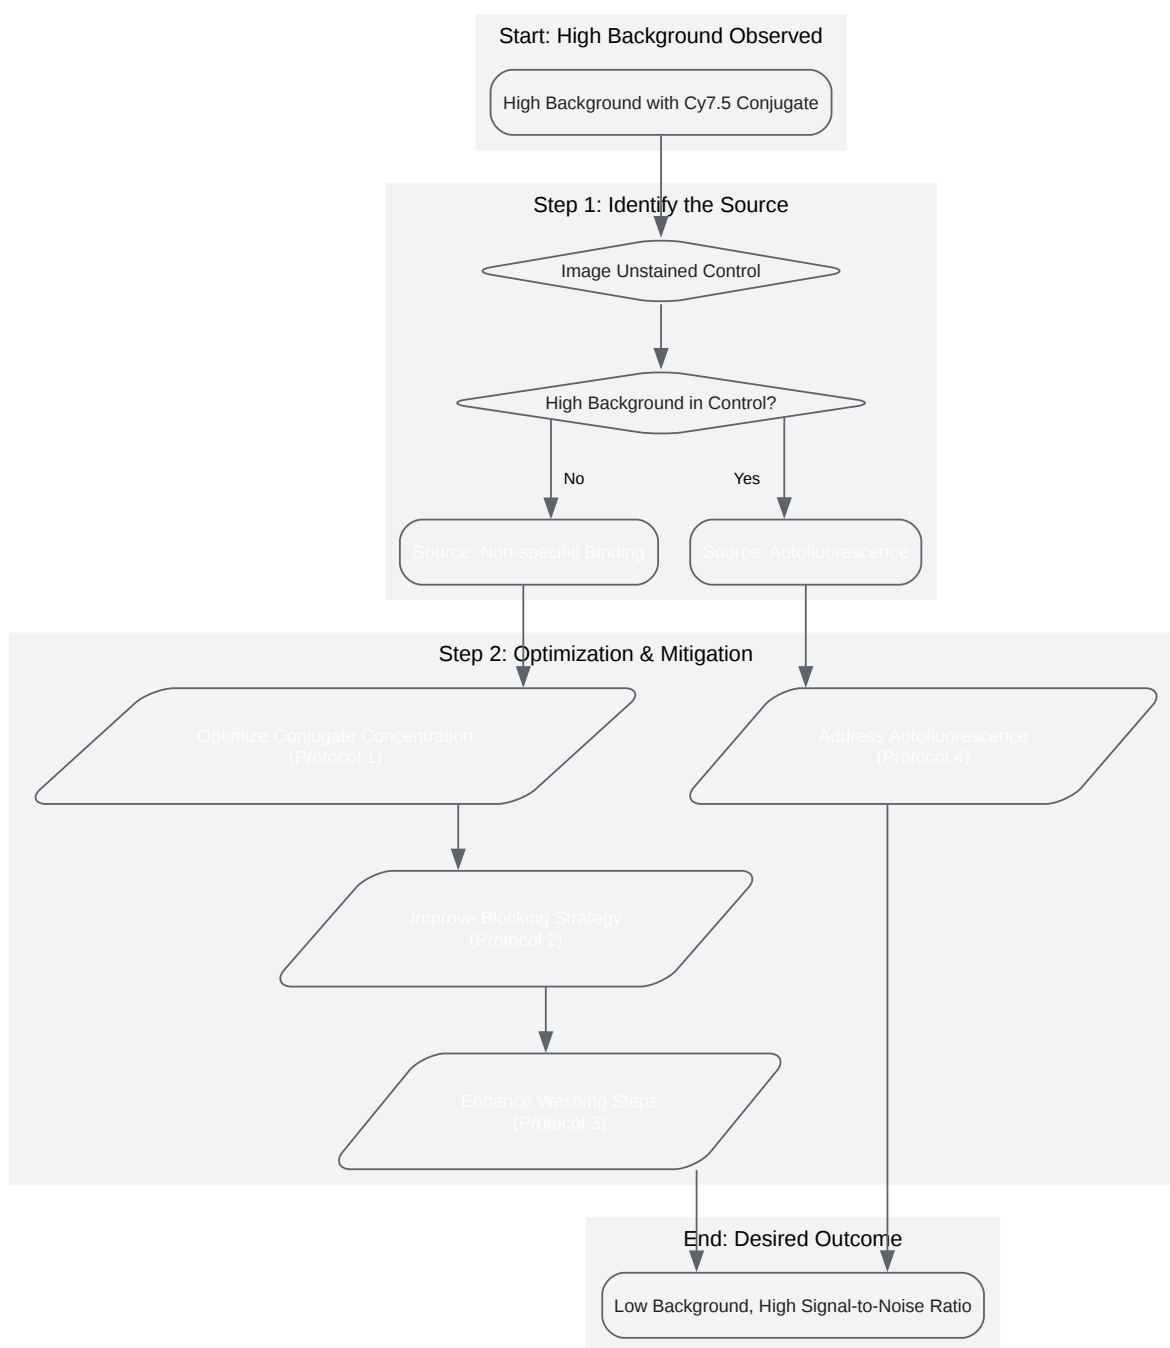 Start: High Background Observed
High Background with Cy7.5 Conjugate
Step 1: Identify the Source
Image Unstained Control
High Background in Control?
No
Yes
Source: Non-specific Binding
Source: Autofluorescence
Step 2: Optimization & Mitigation
Optimize Conjugate Concentration
(Protocol 1)
Address Autofluorescence
(Protocol 4)
Improve Blocking Strategy
(Protocol 2)
Enhance Washing Steps
(Protocol 3)
End: Desired Outcome
Low Background, High Signal-to-Noise Ratio